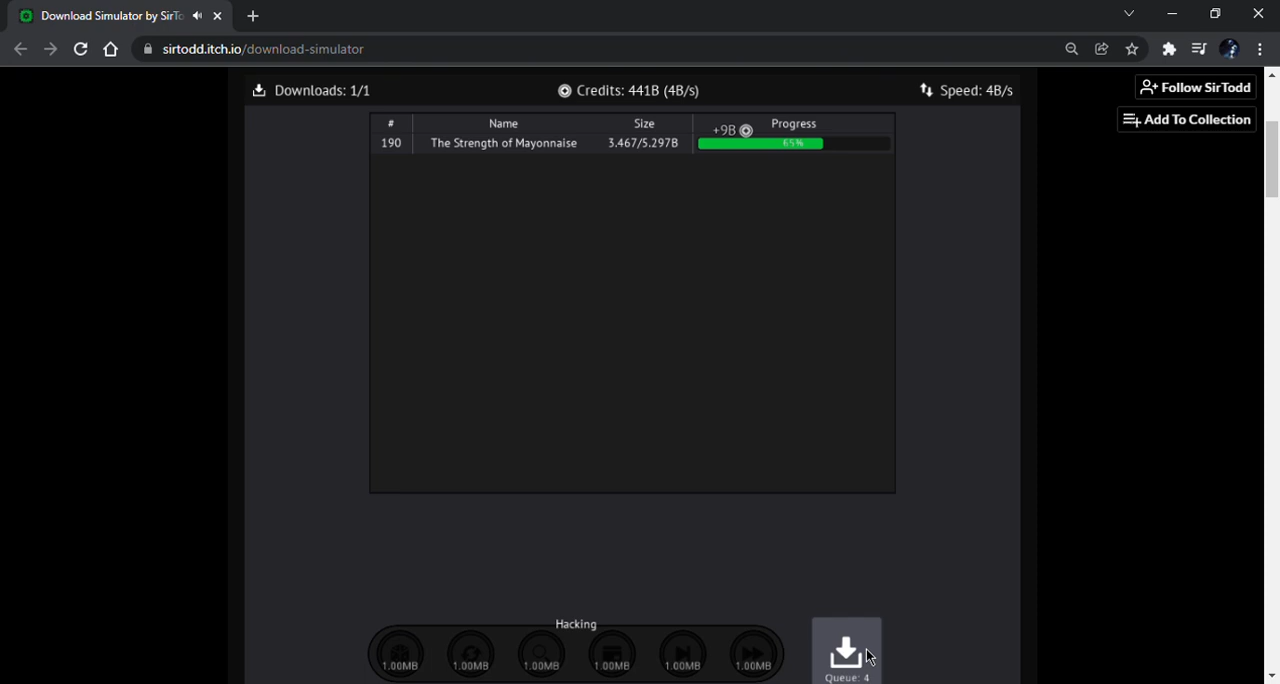 Download Simulator by SirTo
sirtodd.itch.io/download-simulator
Follow SirTodd
Add To Collection
Downloads: 1/1 Credits: 441B (4B/s) Speed: 4B/s
# Name Size Progress
+9B
190 The Strength of Mayonnaise 3.467/5.297B 65%
Hacking
1.00MB 1.00MB 1.00MB 1.00MB 1.00MB 1.00MB
Queue: 4